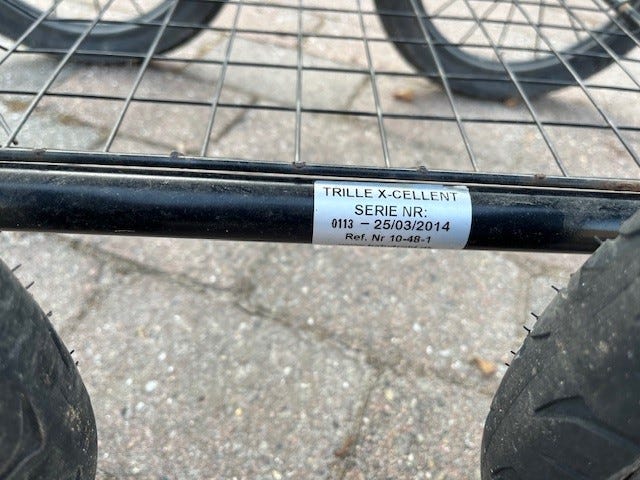 TRILLE X-CELLENT
SERIE NR:
0113 - 25/03/2014
Ref. Nr 10-48-1